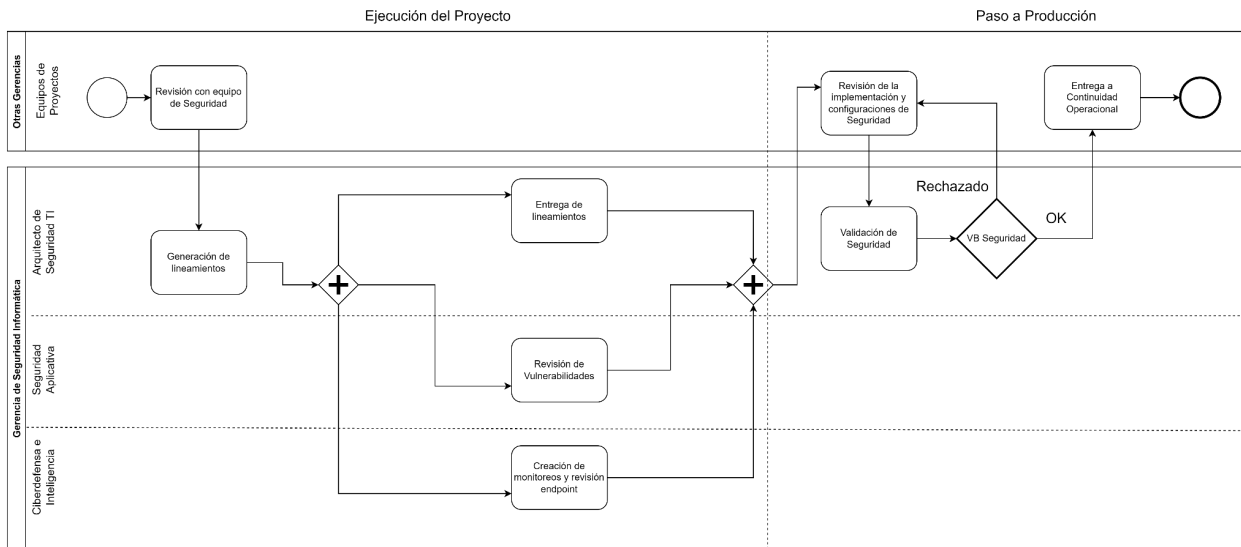 Ejecución del Proyecto
Paso a Producción
Otras Gerencias
Equipos de
Proyectos
Revisión con equipo
de Seguridad
Revisión de la
implementación y
configuraciones de
Seguridad
Entrega a
Continuidad
Operacional
Gerencia de Seguridad Informática
Arquitecto de
Seguridad TI
Generación de
lineamientos
Entrega de
lineamientos
Validación de
Seguridad
Rechazado
VB Seguridad
OK
Seguridad
Aplicativa
Revisión de
Vulnerabilidades
Ciberdefensa e
Inteligencia
Creación de
monitoreos y revisión
endpoint